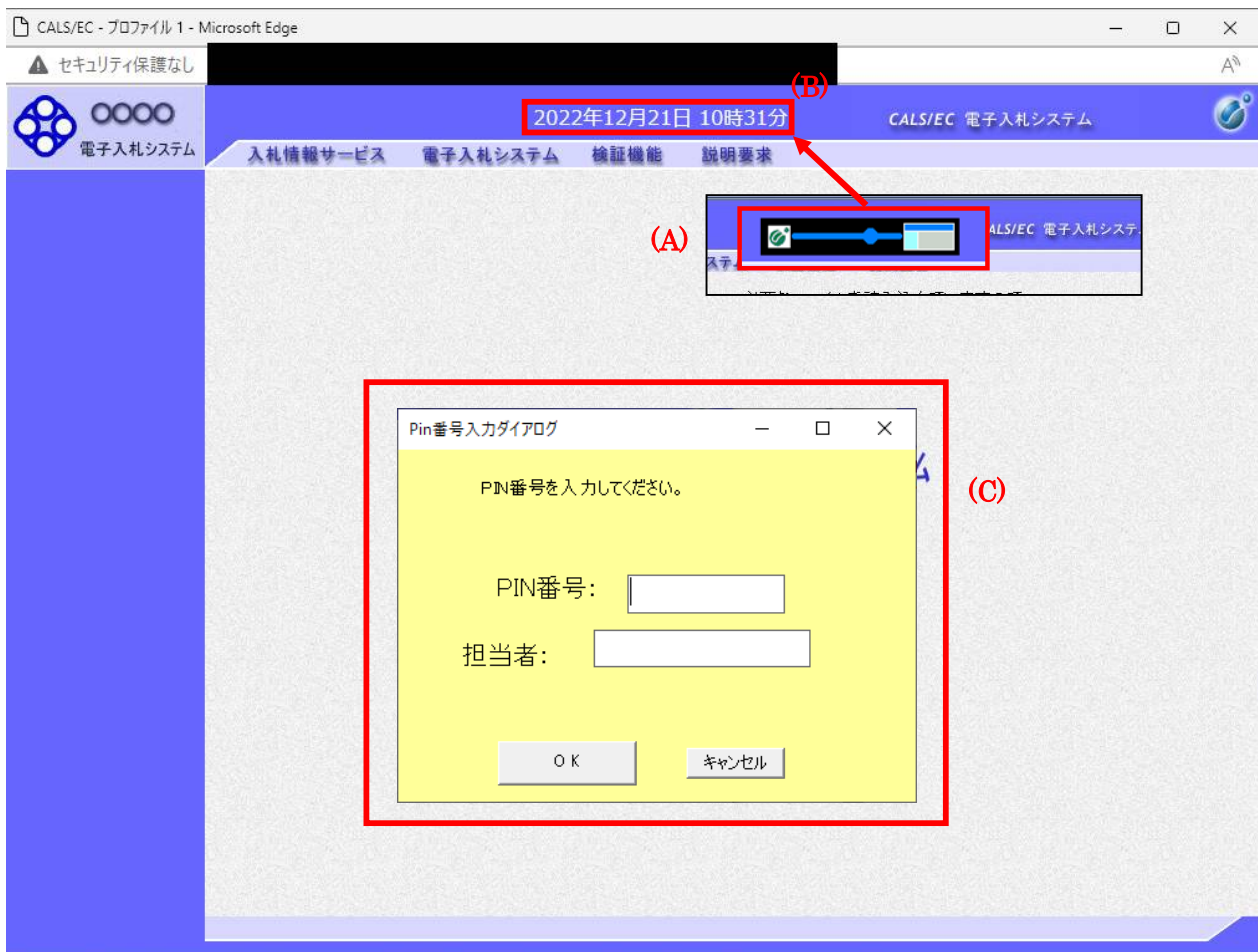 CALS/EC - プロファイル 1 - Microsoft Edge
セキュリティ保護なし
A
(B)
OOOO
電子入札システム
2022年12月21日 10時31分
CALS/EC 電子入札システム
入札情報サービス 電子入札システム 検証機能 説明要求
(A)
ALS/EC 電子入札システ
ステ
Pin番号入力ダイアログ
PIN番号を入力してください。
ム
(C)
PIN番号:
担当者:
OK
キャンセル